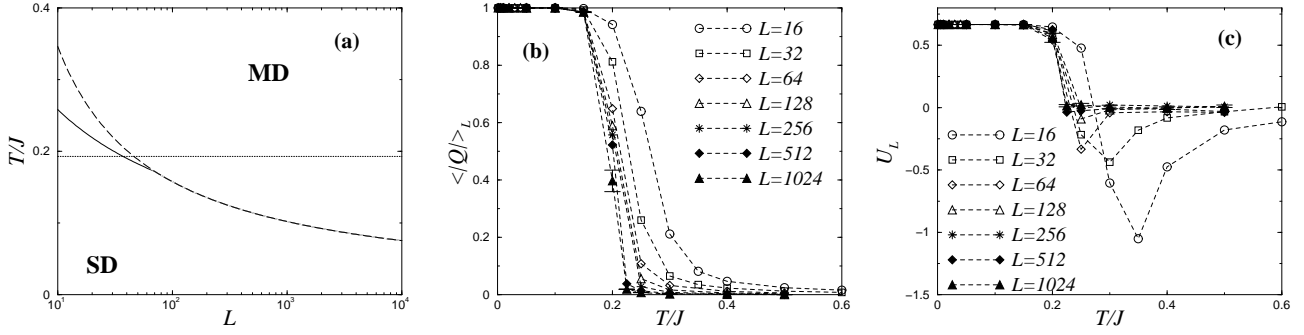 0.4
0.2
0
T/J
(a)
MD
SD
10^1
10^2
10^3
10^4
L
1
0.8
0.6
0.4
0.2
0
<|Q|>_L
(b)
L=16
L=32
L=64
L=128
L=256
L=512
L=1024
0
0.2
0.4
0.6
T/J
0.5
0
−0.5
−1
−1.5
U_L
(c)
L=16
L=32
L=64
L=128
L=256
L=512
L=1024
0.0
0.2
0.4
0.6
T/J